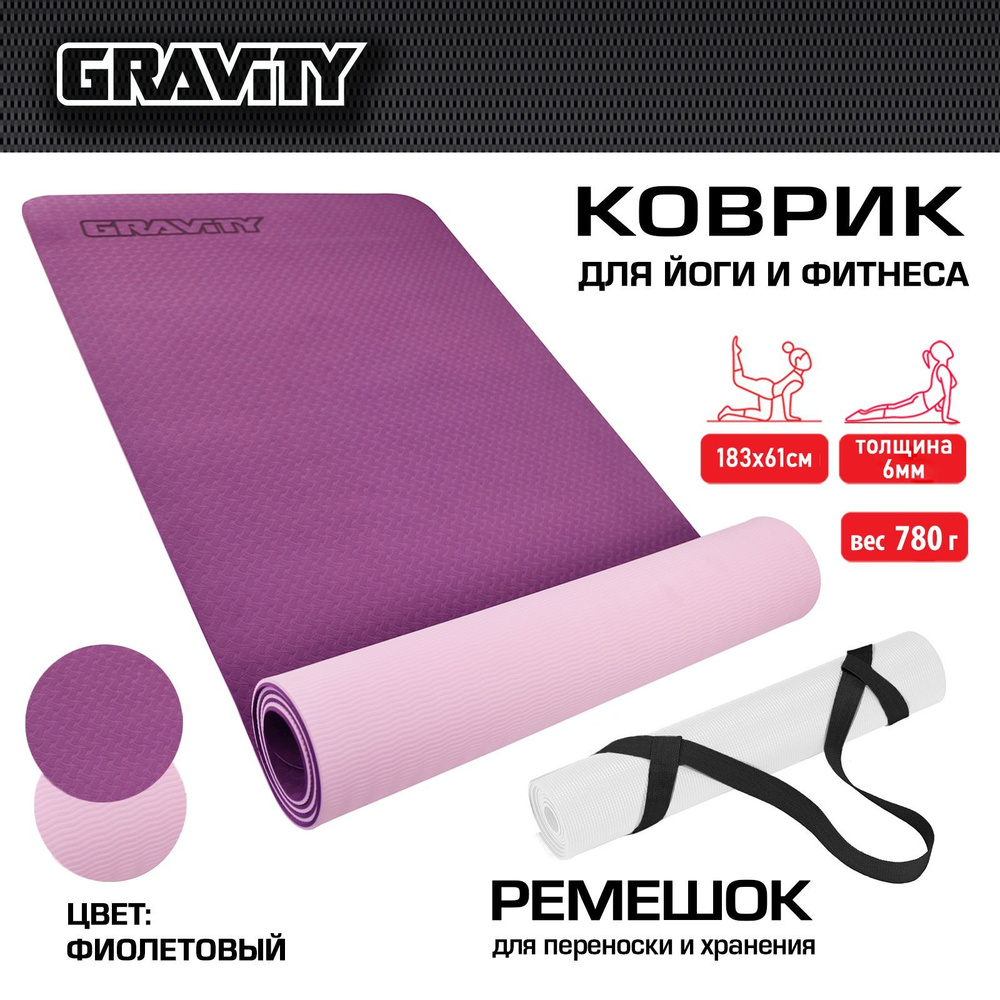 GRAVITY
GRAVITY
КОВРИК
ДЛЯ ЙОГИ И ФИТНЕСА
183x61см
толщина
6мм
вес 780 г
ЦВЕТ:
ФИОЛЕТОВЫЙ
РЕМЕШОК
для переноски и хранения